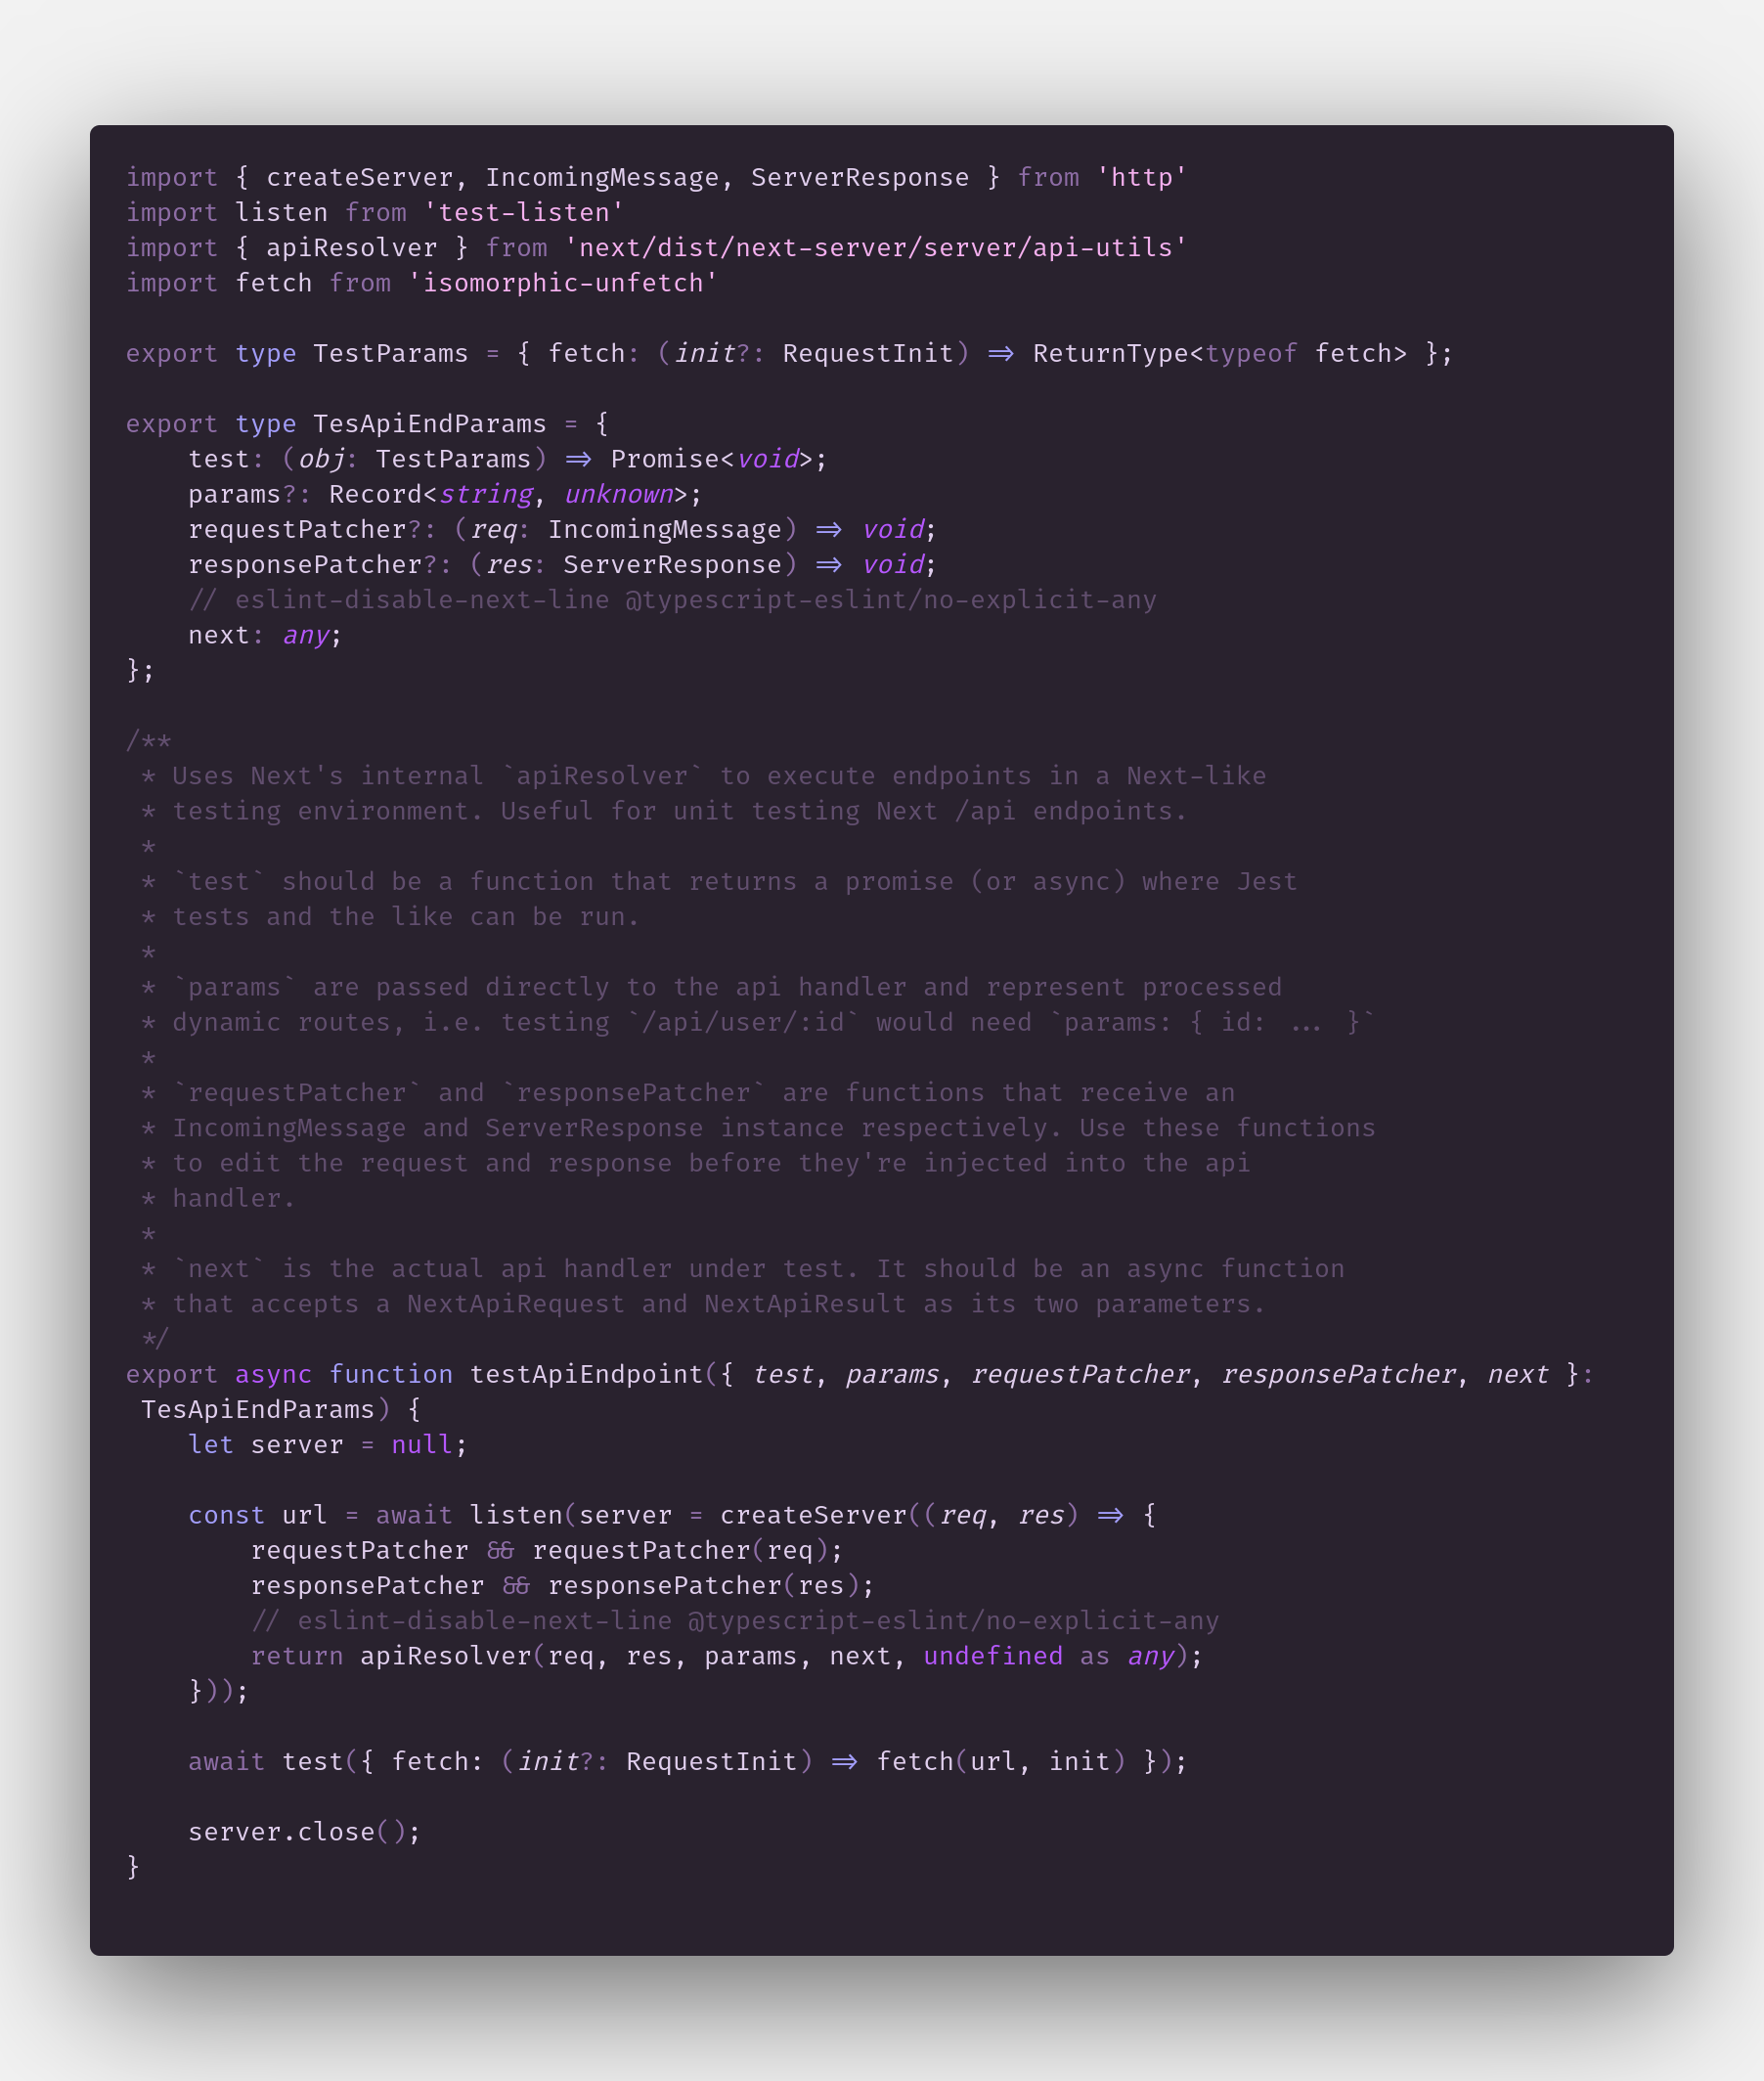 import { createServer, IncomingMessage, ServerResponse } from 'http'
import listen from 'test-listen'
import { apiResolver } from 'next/dist/next-server/server/api-utils'
import fetch from 'isomorphic-unfetch'

export type TestParams = { fetch: (init?: RequestInit) => ReturnType<typeof fetch> };

export type TesApiEndParams = {
    test: (obj: TestParams) => Promise<void>;
    params?: Record<string, unknown>;
    requestPatcher?: (req: IncomingMessage) => void;
    responsePatcher?: (res: ServerResponse) => void;
    // eslint-disable-next-line @typescript-eslint/no-explicit-any
    next: any;
};

/**
 * Uses Next's internal `apiResolver` to execute endpoints in a Next-like
 * testing environment. Useful for unit testing Next /api endpoints.
 *
 * `test` should be a function that returns a promise (or async) where Jest
 * tests and the like can be run.
 *
 * `params` are passed directly to the api handler and represent processed
 * dynamic routes, i.e. testing `/api/user/:id` would need `params: { id: ... }`
 *
 * `requestPatcher` and `responsePatcher` are functions that receive an
 * IncomingMessage and ServerResponse instance respectively. Use these functions
 * to edit the request and response before they're injected into the api
 * handler.
 *
 * `next` is the actual api handler under test. It should be an async function
 * that accepts a NextApiRequest and NextApiResult as its two parameters.
 */
export async function testApiEndpoint({ test, params, requestPatcher, responsePatcher, next }:
 TesApiEndParams) {
    let server = null;

    const url = await listen(server = createServer((req, res) => {
        requestPatcher && requestPatcher(req);
        responsePatcher && responsePatcher(res);
        // eslint-disable-next-line @typescript-eslint/no-explicit-any
        return apiResolver(req, res, params, next, undefined as any);
    }));

    await test({ fetch: (init?: RequestInit) => fetch(url, init) });

    server.close();
}